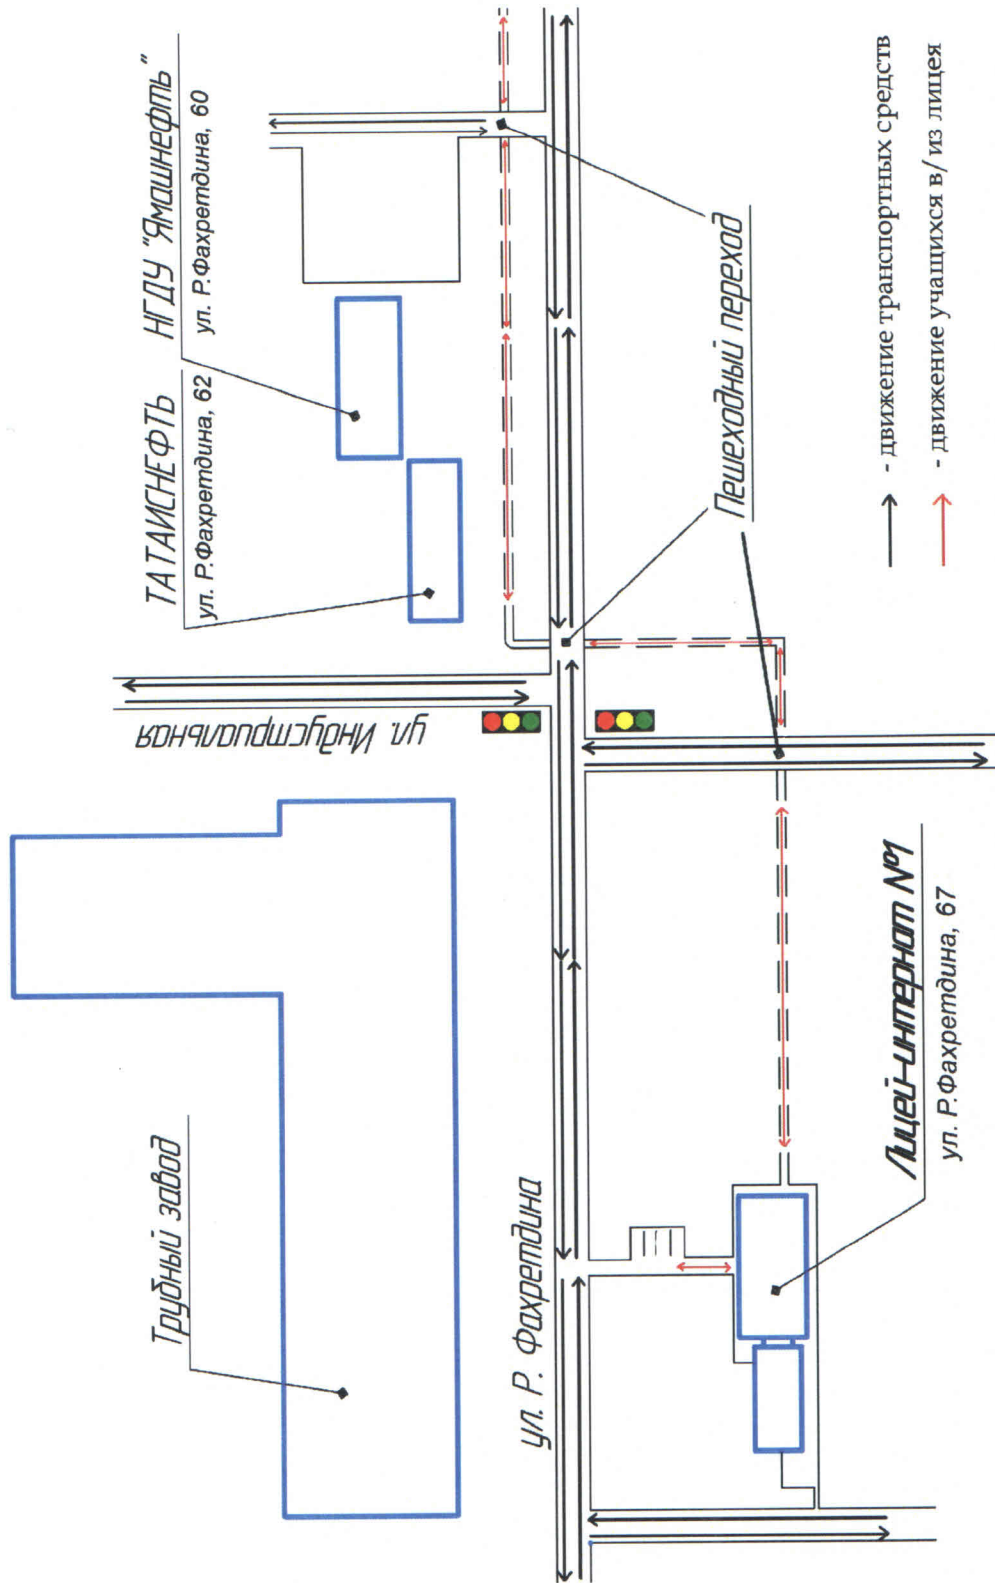 ТАТАИСНЕФТЬ
ул. Р.Фахретдина, 62
НГДУ "Ямашнефть"
ул. Р.Фахретдина, 60
Трубный завод
ул. Индустриальная
ул. Р. Фахретдина
Пешеходный переход
Лицей-интернат №1
ул. Р.Фахретдина, 67
- движение транспортных средств
- движение учащихся в/ из лицея